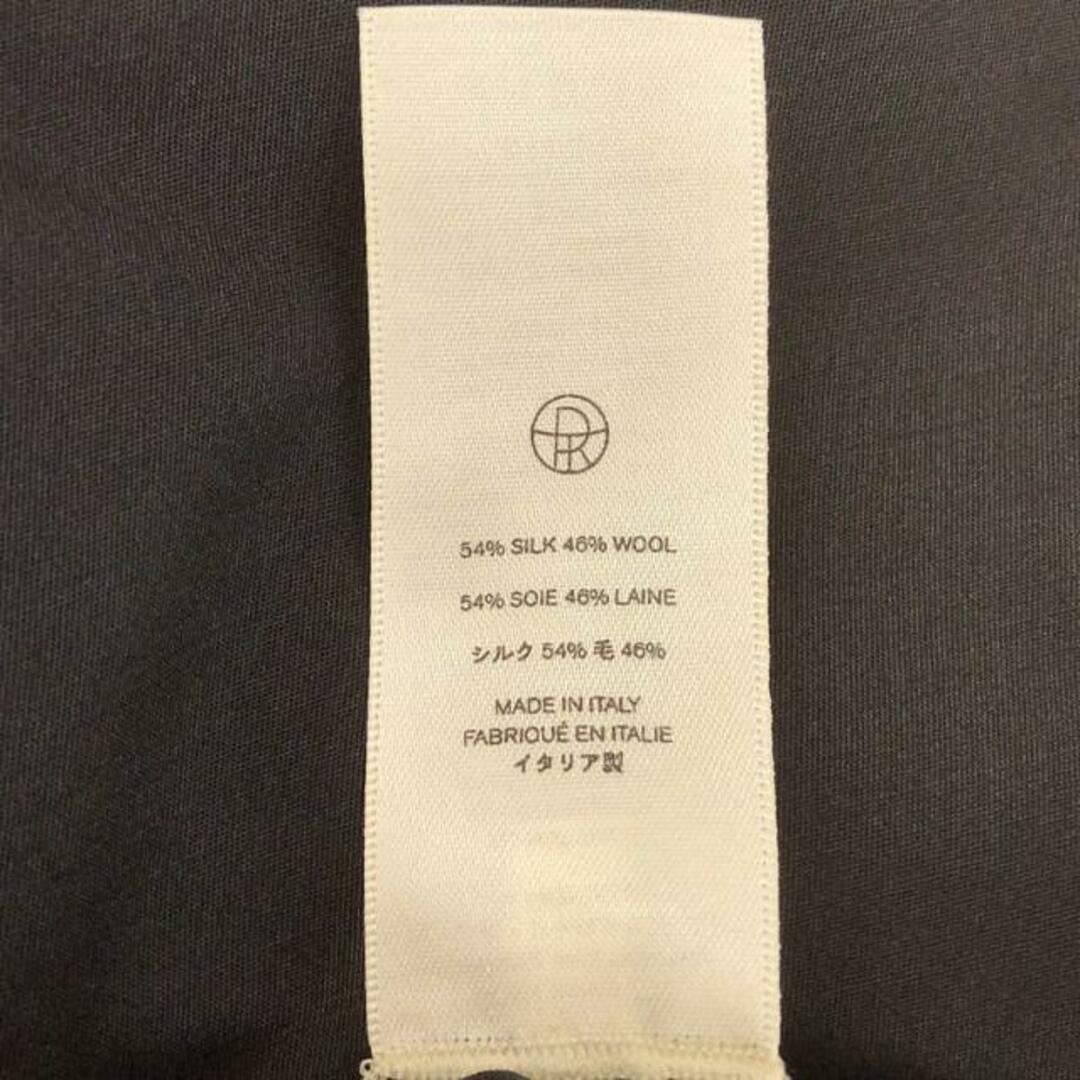 54% SILK 46% WOOL
54% SOIE 46% LAINE
シルク 54% 毛 46%
MADE IN ITALY
FABRIQUÉ EN ITALIE
イタリア製